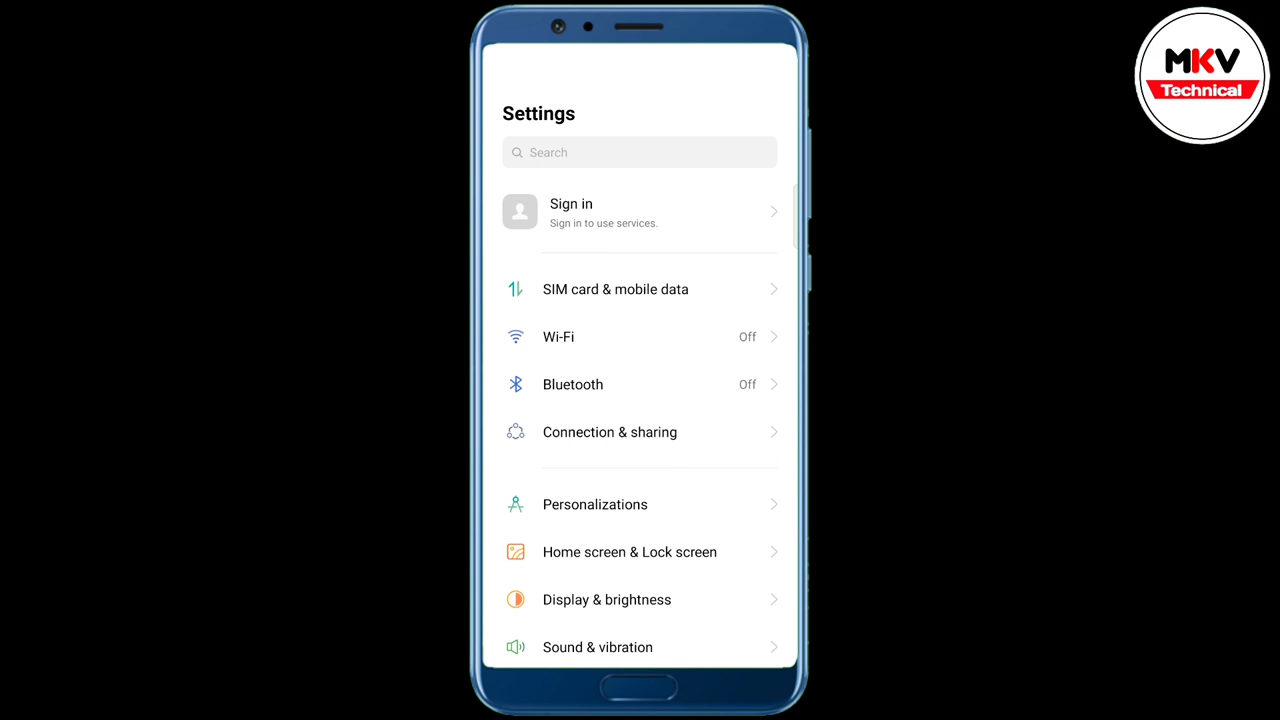 MKV
Technical
Settings
Search
Sign in
Sign in to use services.
SIM card & mobile data
Wi-Fi Off
Bluetooth Off
Connection & sharing
Personalizations
Home screen & Lock screen
Display & brightness
Sound & vibration